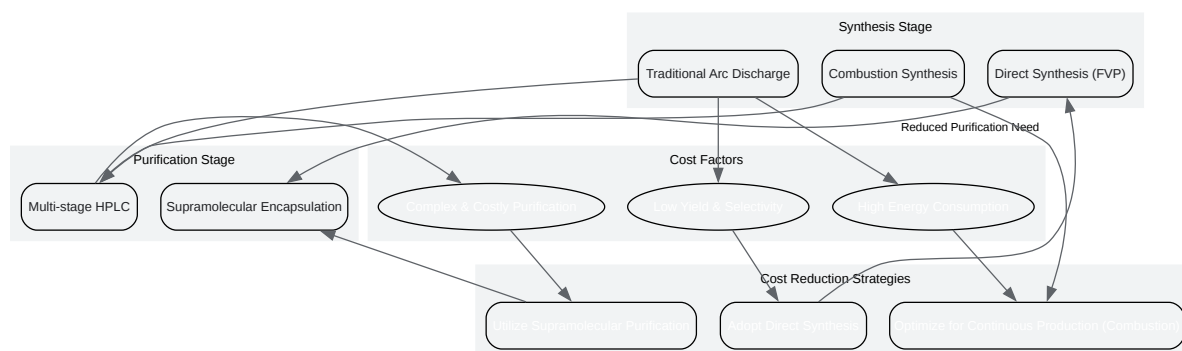 Synthesis Stage
Traditional Arc Discharge
Combustion Synthesis
Direct Synthesis (FVP)
Reduced Purification Need
Purification Stage
Cost Factors
Multi-stage HPLC
Supramolecular Encapsulation
Complex & Costly Purification
Low Yield & Selectivity
High Energy Consumption
Cost Reduction Strategies
Utilize Supramolecular Purification
Adopt Direct Synthesis
Optimize for Continuous Production (Combustion)